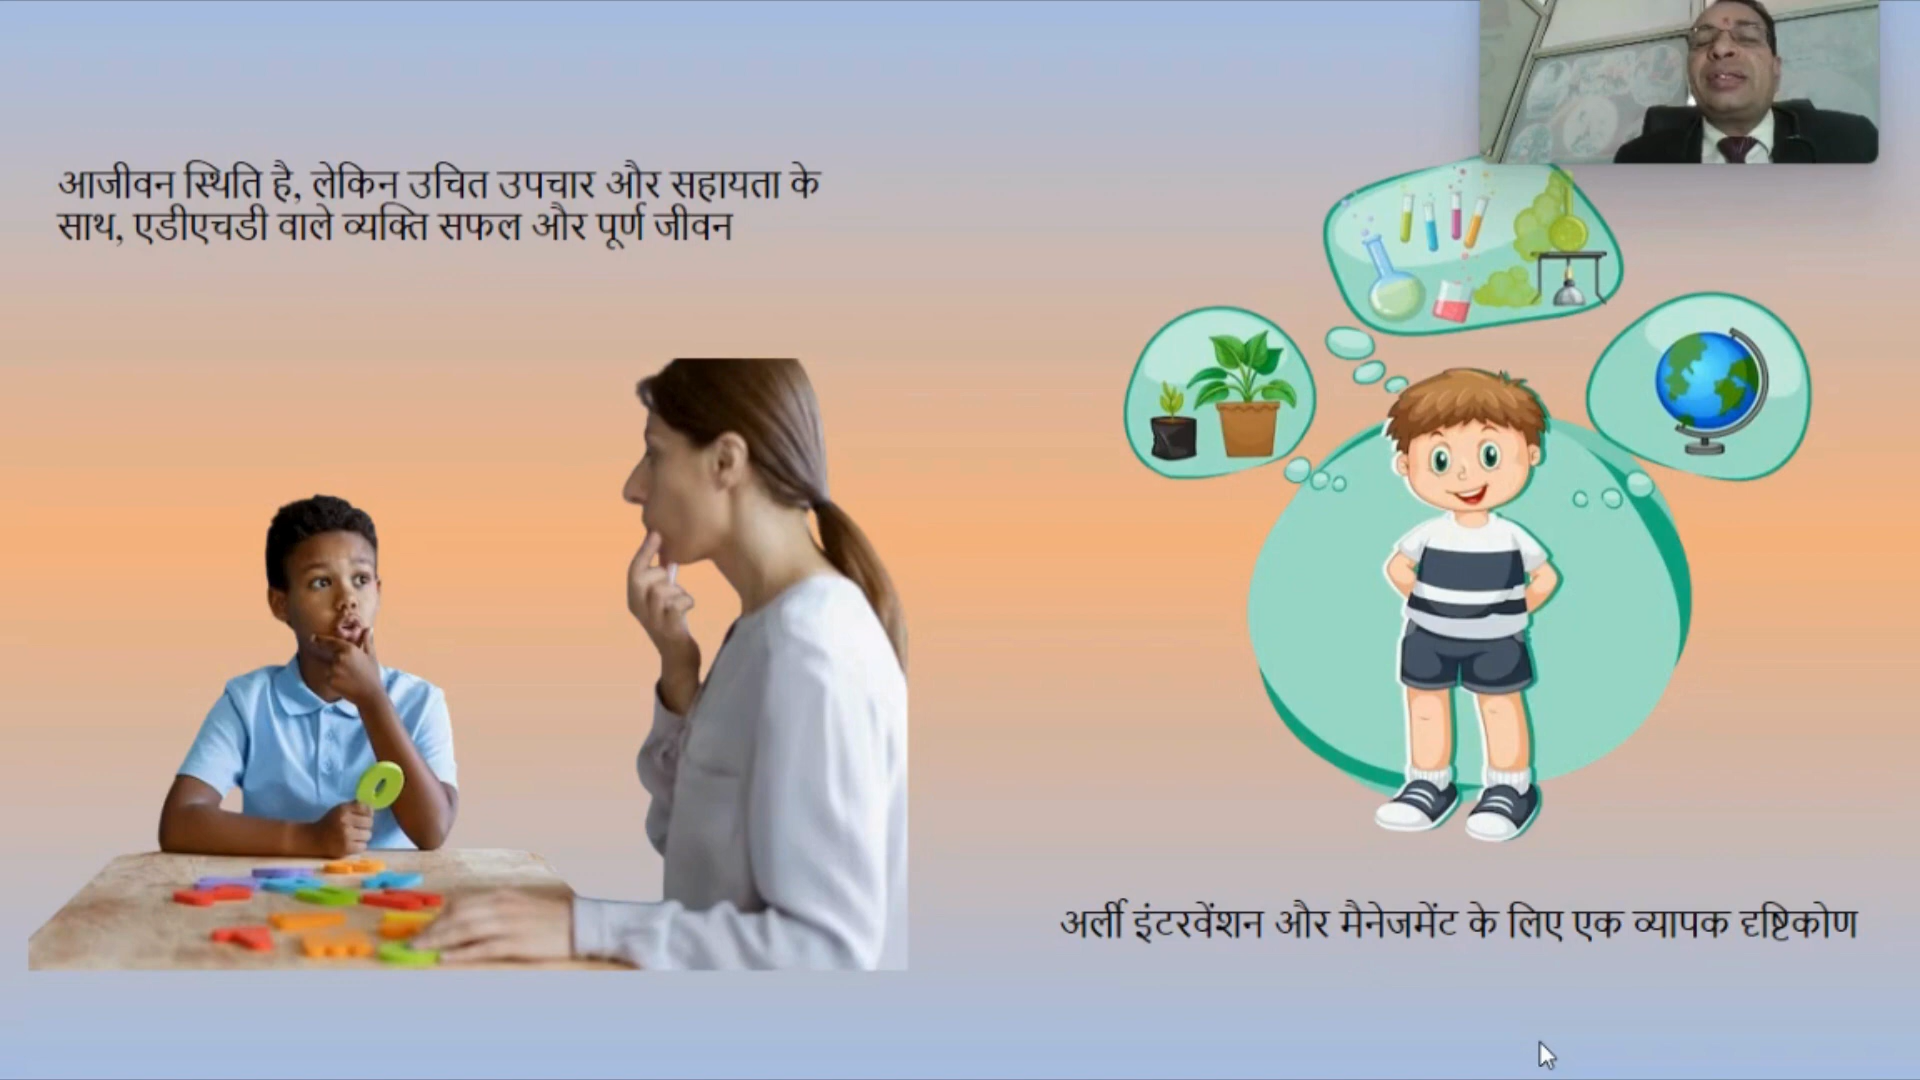 आजीवन स्थिति है, लेकिन उचित उपचार और सहायता के
साथ, एडीएचडी वाले व्यक्ति सफल और पूर्ण जीवन
अर्ली इंटरवेंशन और मैनेजमेंट के लिए एक व्यापक दृष्टिकोण